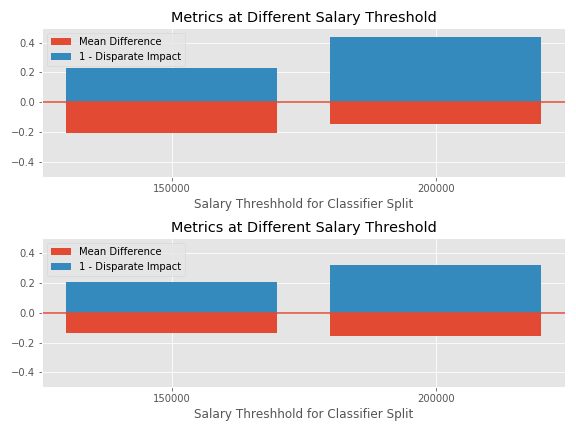 Metrics at Different Salary Threshold
0.4
0.2
0.0
−0.2
−0.4
Mean Difference
1 - Disparate Impact
150000 200000
Salary Threshhold for Classifier Split
Metrics at Different Salary Threshold
0.4
0.2
0.0
−0.2
−0.4
Mean Difference
1 - Disparate Impact
150000 200000
Salary Threshhold for Classifier Split